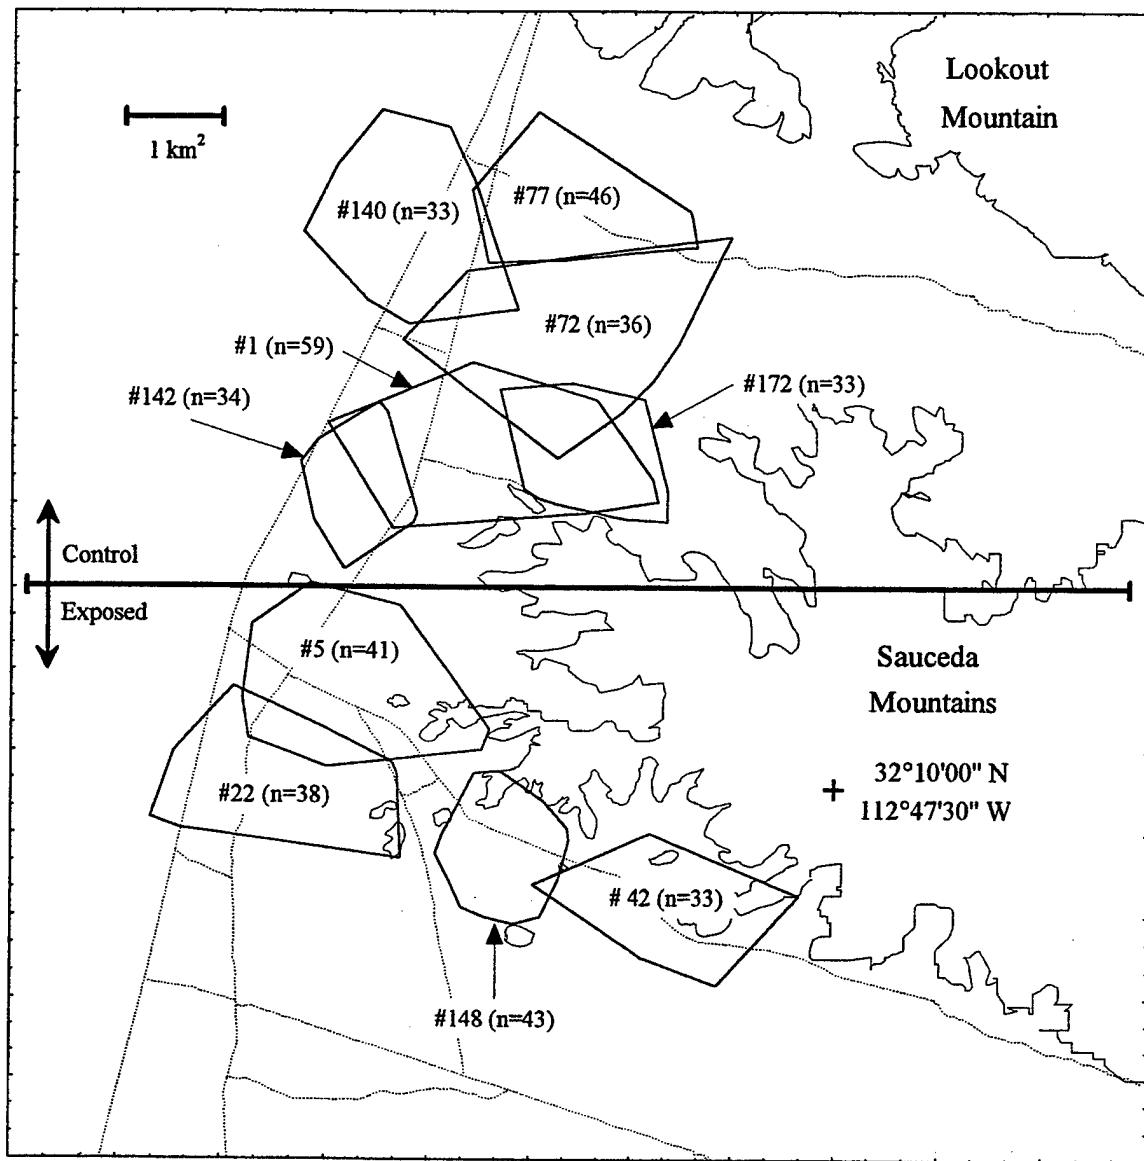 Lookout
Mountain
1 km²
#77 (n=46)
#140 (n=33)
#72 (n=36)
#1 (n=59)
#172 (n=33)
#142 (n=34)
Control
Exposed
#5 (n=41)
Sauceda
Mountains
32°10'00" N
112°47'30" W
#22 (n=38)
# 42 (n=33)
#148 (n=43)